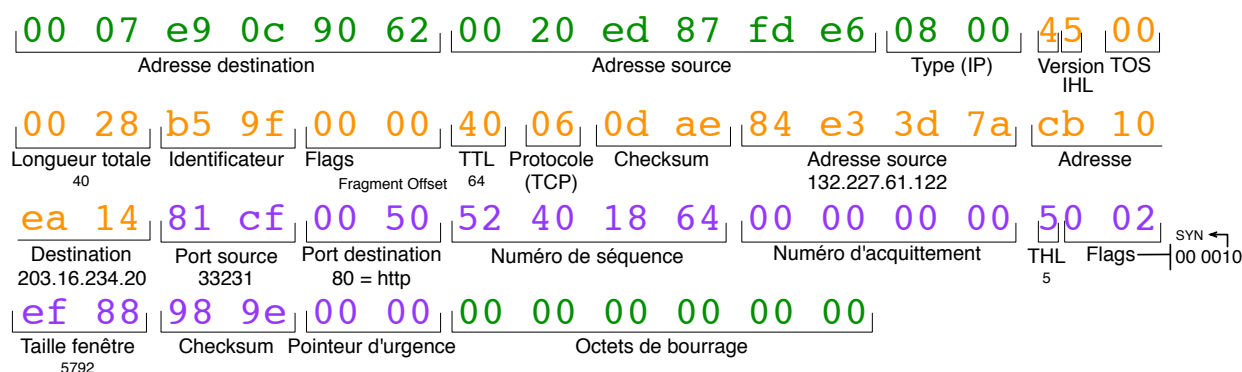 00 07 e9 0c 90 62 00 20 ed 87 fd e6 08 00 45 00
Adresse destination Adresse source Type (IP) Version TOS
IHL
00 28 b5 9f 00 00 40 06 0d ae 84 e3 3d 7a cb 10
Longueur totale Identificateur Flags TTL Protocole Checksum Adresse source Adresse
40 Fragment Offset 64 (TCP) 132.227.61.122
ea 14 81 cf 00 50 52 40 18 64 00 00 00 00 50 02
SYN
Destination Port source Port destination Numéro de séquence Numéro d'acquittement THL Flags 00 0010
203.16.234.20 33231 80 = http 5
ef 88 98 9e 00 00 00 00 00 00 00 00
Taille fenêtre Checksum Pointeur d'urgence Octets de bourrage
5792